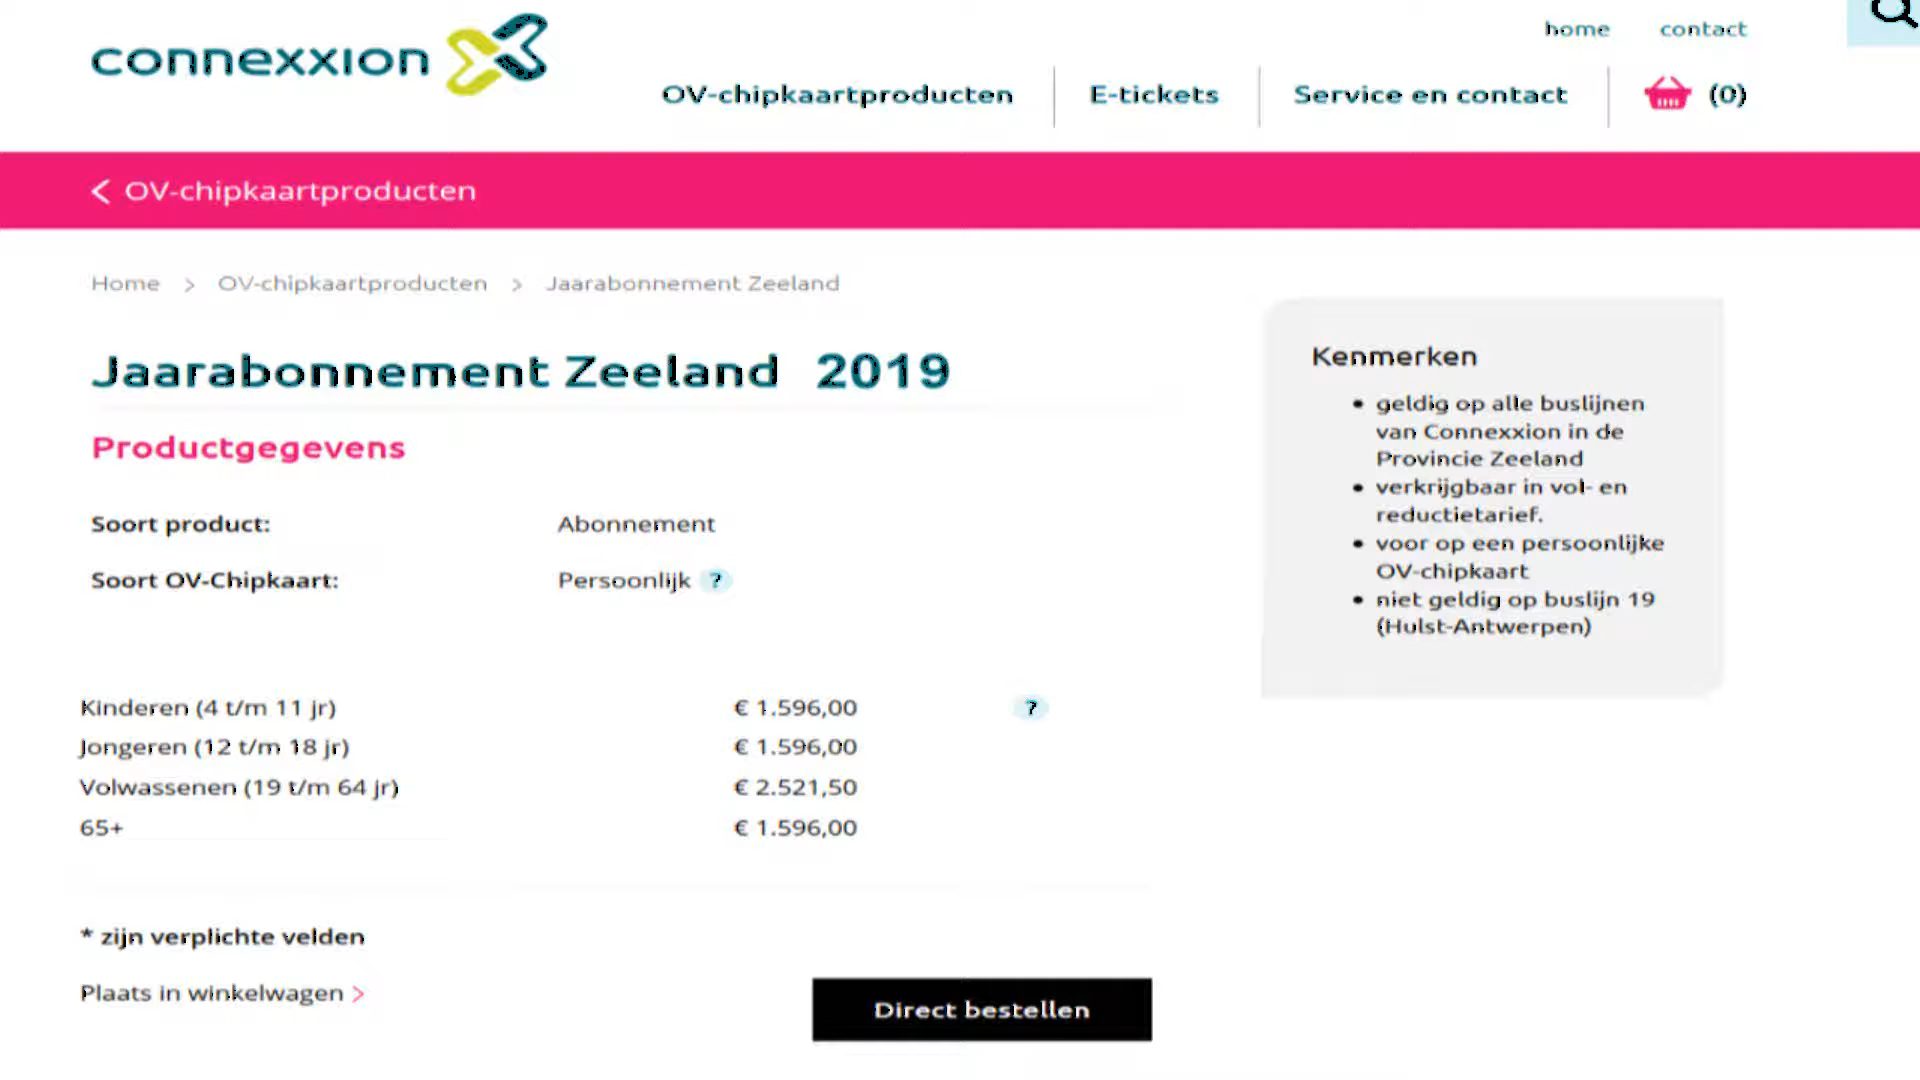 connexxion
home contact
OV-chipkaartproducten E-tickets Service en contact (0)
< OV-chipkaartproducten
Home > OV-chipkaartproducten > Jaarabonnement Zeeland
Jaarabonnement Zeeland 2019
Productgegevens
Soort product: Abonnement
Soort OV-Chipkaart: Persoonlijk ?
Kinderen (4 t/m 11 jr) € 1.596,00 ?
Jongeren (12 t/m 18 jr) € 1.596,00
Volwassenen (19 t/m 64 jr) € 2.521,50
65+ € 1.596,00
* zijn verplichte velden
Plaats in winkelwagen >
Direct bestellen
Kenmerken
• geldig op alle buslijnen
van Connexxion in de
Provincie Zeeland
• verkrijgbaar in vol- en
reductietarief.
• voor op een persoonlijke
OV-chipkaart
• niet geldig op buslijn 19
(Hulst-Antwerpen)